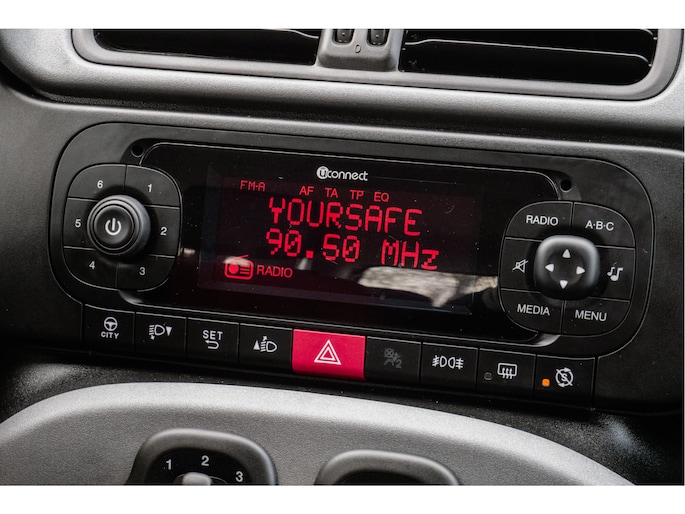 D
uconnect
FM-A AF TA TP EQ
YOURSAFE
90.50 MHz
RADIO
6 1
5 2
4 3
RADIO A·B·C
MEDIA MENU
CITY
SET
2
S
1 2 3